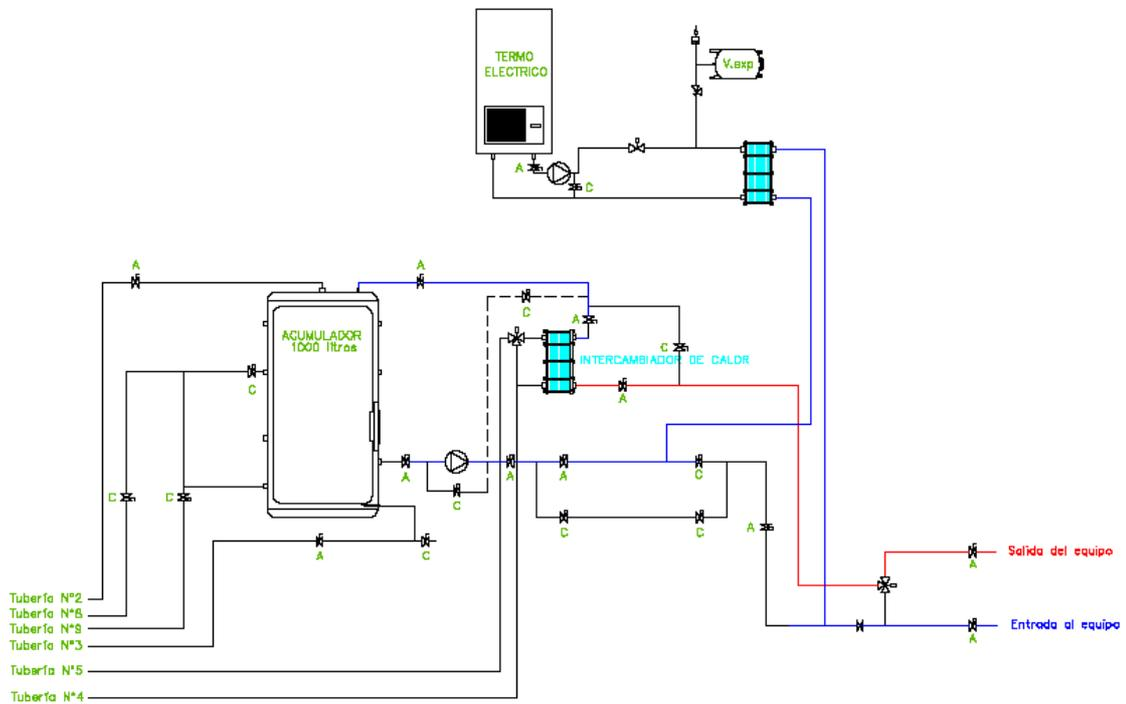 TERMO
ELECTRICO
V.exp
A
C
A
A
C
A
ACUMULADOR
1000 litros
C
INTERCAMBIADOR DE CALOR
C
A
A
A
A
C
C
C
C
A
C
C
A
C
Salida del equipo
A
Tubería Nº2
Tubería Nº8
Tubería Nº9
Tubería Nº3
Entrada al equipo
A
Tubería Nº5
Tubería Nº4